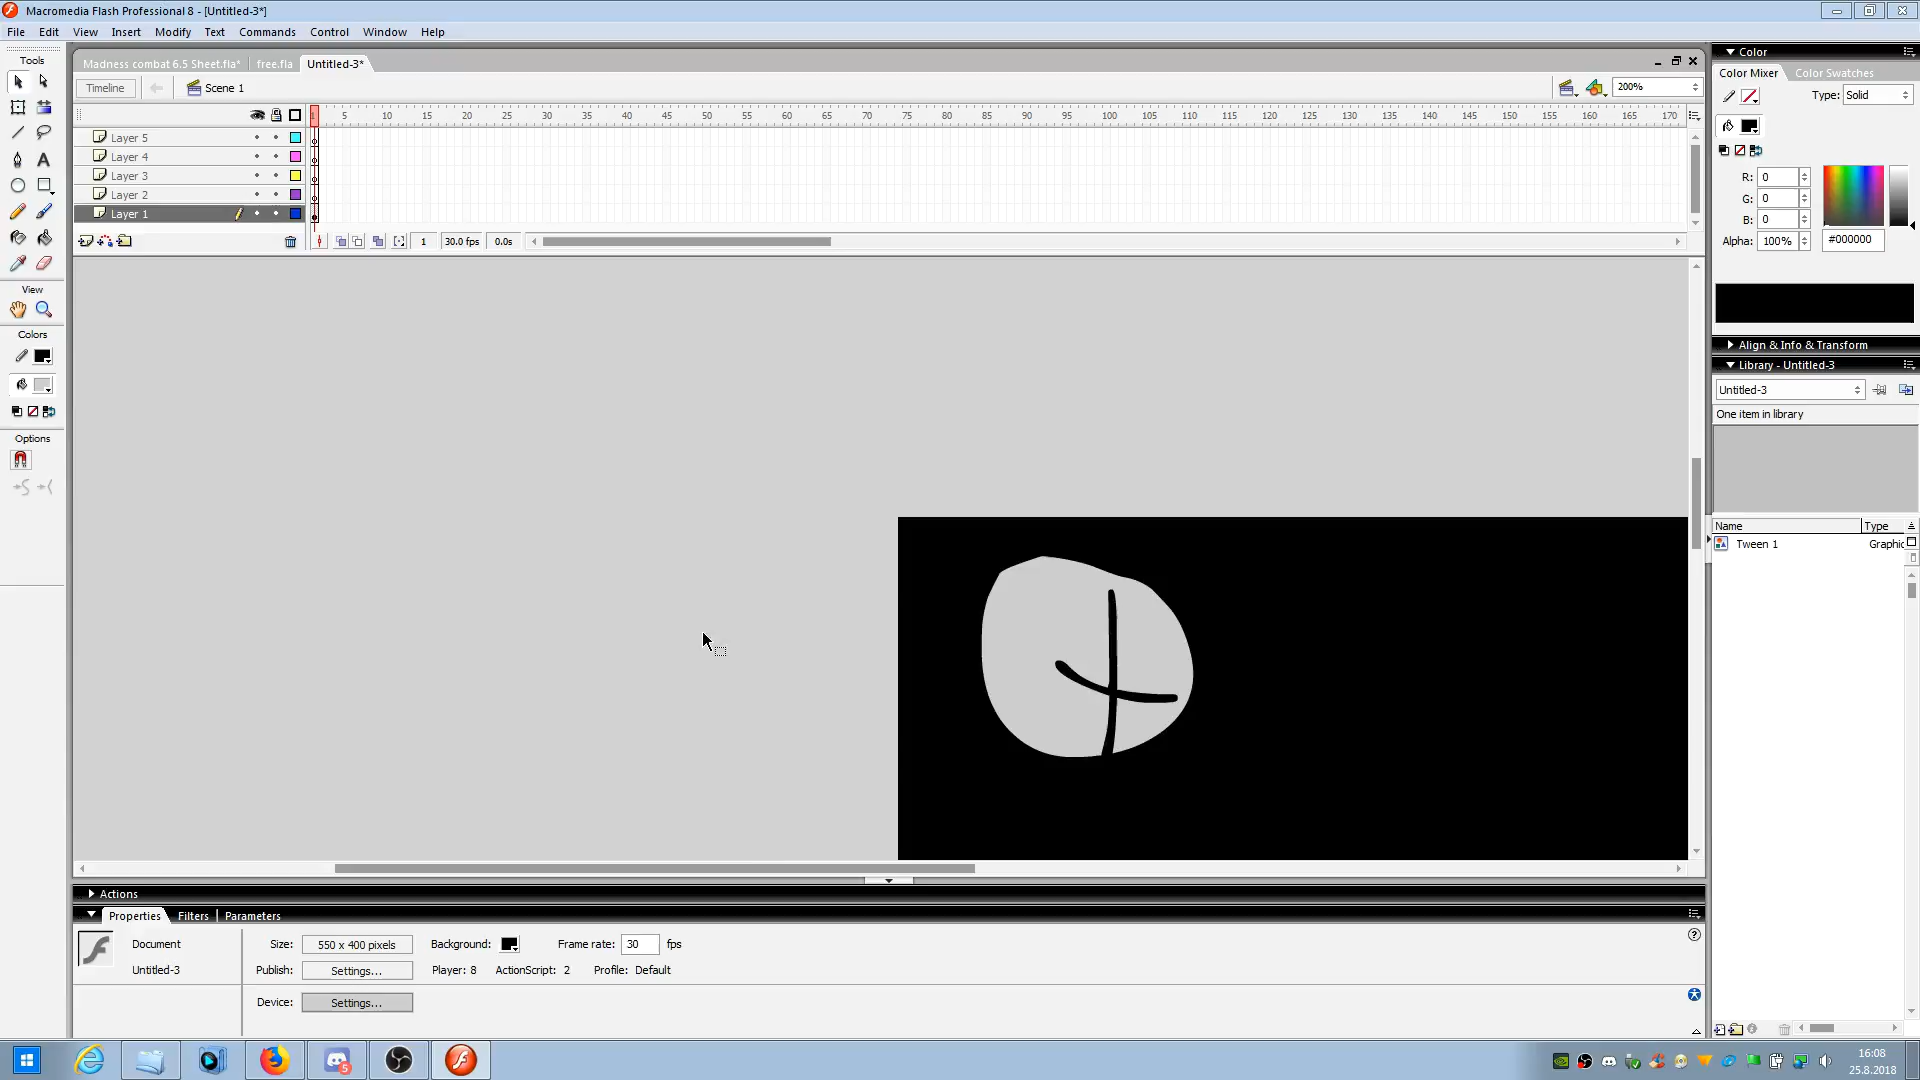 Macromedia Flash Professional 8 - [Untitled-3*]
File Edit View Insert Modify Text Commands Control Window Help
Tools
Madness combat 6.5 Sheet.fla* free.fla Untitled-3*
Timeline Scene 1 200%
1 5 10 15 20 25 30 35 40 45 50 55 60 65 70 75 80 85 90 95 100 105 110 115 120 125 130 135 140 145 150 155 160 165 170
Layer 5
Layer 4
Layer 3
Layer 2
Layer 1
1 30.0 fps 0.0s
View
Colors
Options
Color
Color Mixer Color Swatches
Type: Solid
R: 0
G: 0
B: 0
Alpha: 100% #000000
Align & Info & Transform
Library - Untitled-3
Untitled-3
One item in library
Name Type
Tween 1 Graphic
Actions
Properties Filters Parameters
Document Size: 550 x 400 pixels Background: Frame rate: 30 fps
Untitled-3 Publish: Settings... Player: 8 ActionScript: 2 Profile: Default
Device: Settings...
5
16:08
25.8.2018